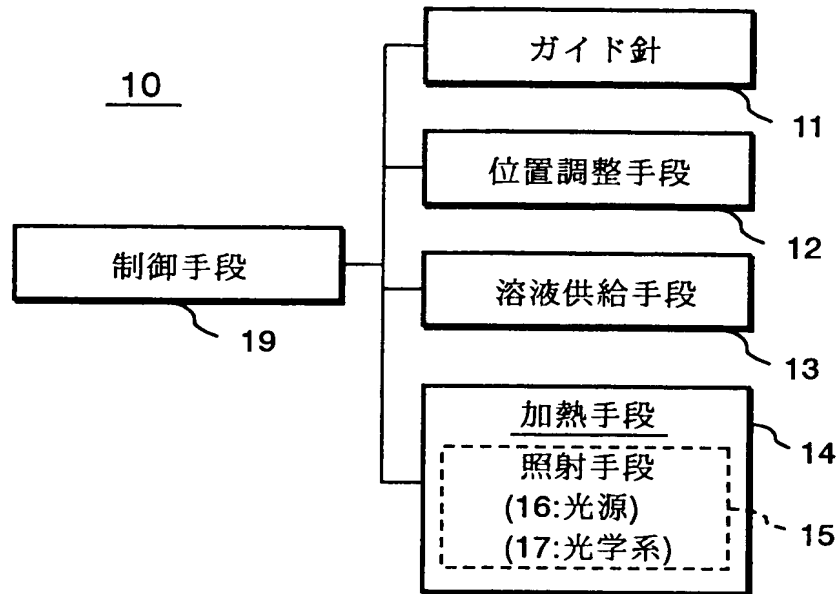 10
ガイド針
11
位置調整手段
12
制御手段
19
溶液供給手段
13
加熱手段
14
照射手段
(16:光源)
(17:光学系)
15